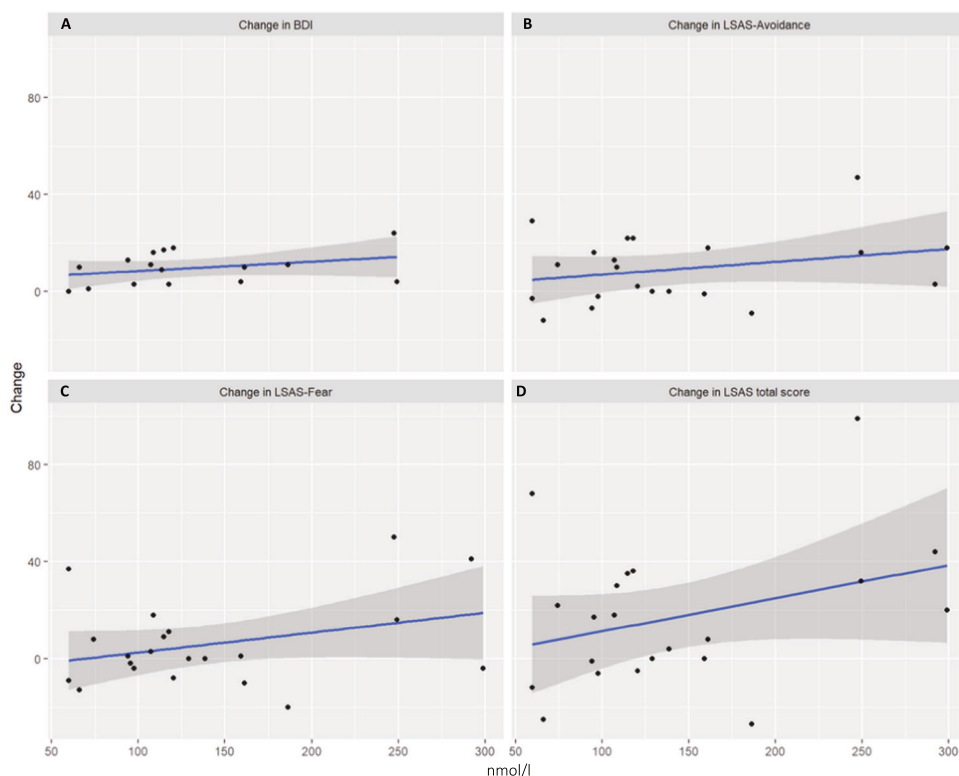 A Change in BDI
B Change in LSAS-Avoidance
80
40
0
C Change in LSAS-Fear
D Change in LSAS total score
80
40
0
Change
50 100 150 200 250 300
50 100 150 200 250 300
nmol/l